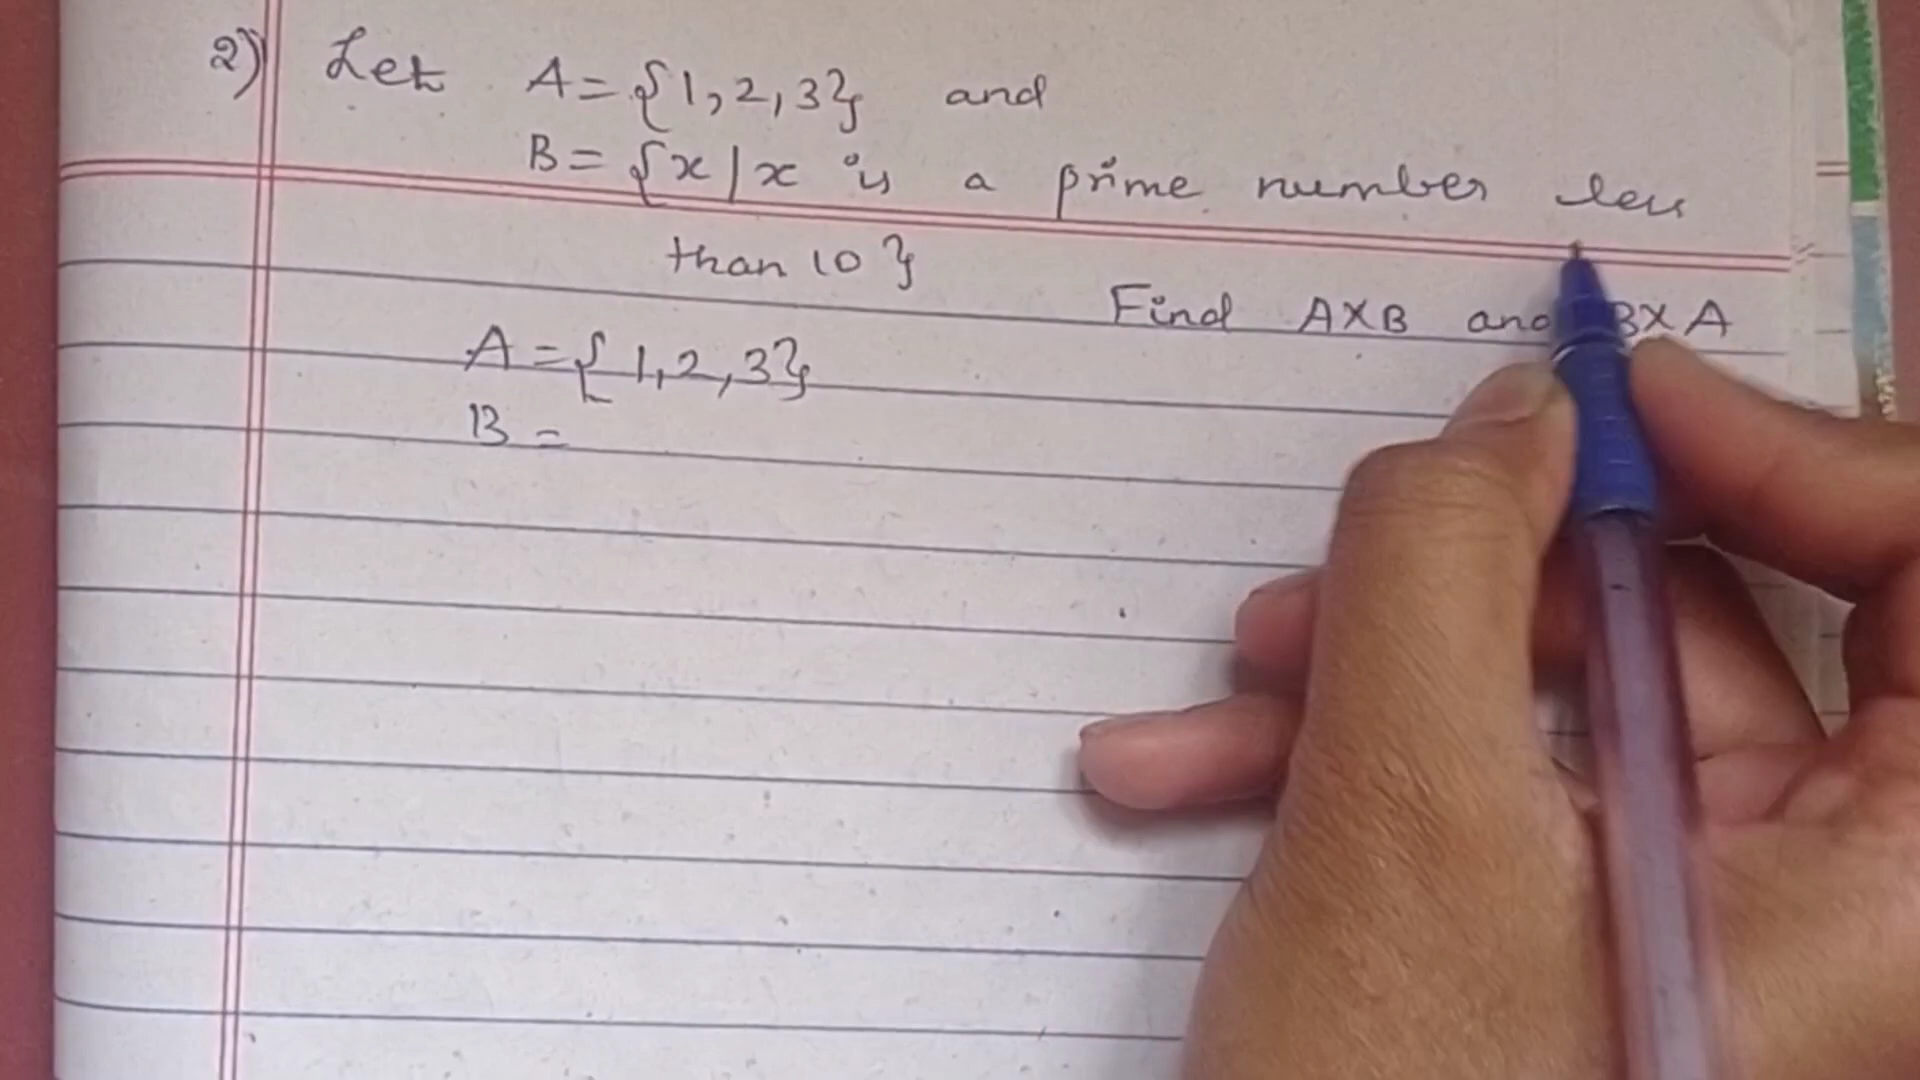 2) Let A = {1, 2, 3} and
B = {x / x is a prime number less
than 10}
Find A×B and B×A
A = {1, 2, 3}
B =